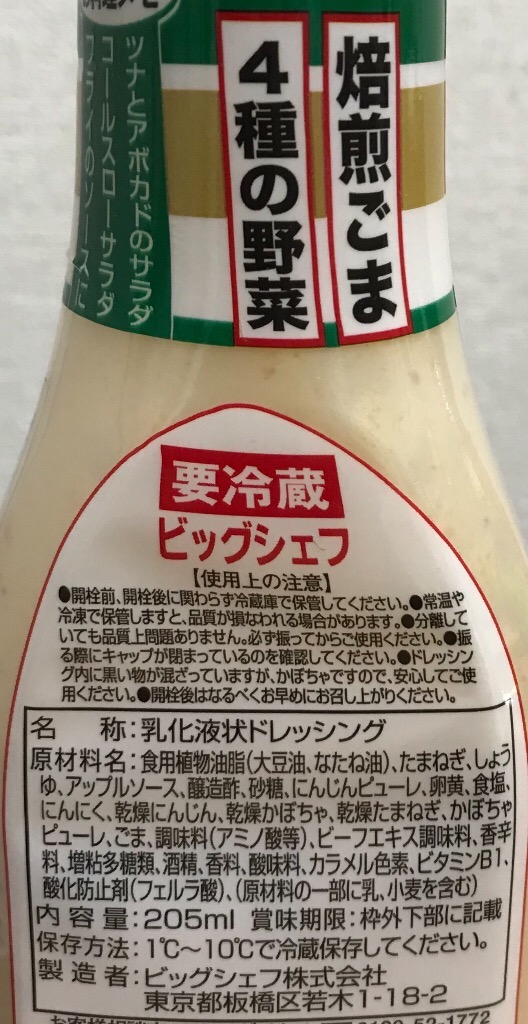 焙煎ごま
4種の野菜
ツナとアボカドのサラダ
コールスローサラダ
フライのソースに
要冷蔵
ビッグシェフ
【使用上の注意】
●開栓前、開栓後に関わらず冷蔵庫で保管してください。●常温や
冷凍で保管しますと、品質が損なわれる場合があります。●分離して
いても品質上問題ありません。必ず振ってからご使用ください。●振
る際にキャップが閉まっているのを確認してください。●ドレッシン
グ内に黒い物が混ざっていますが、かぼちゃですので、安心してご使
用ください。●開栓後はなるべくお早めにお召し上がりください。
名 称:乳化液状ドレッシング
原材料名:食用植物油脂(大豆油、なたね油)、たまねぎ、しょう
ゆ、アップルソース、醸造酢、砂糖、にんじんピューレ、卵黄、食塩、
にんにく、乾燥にんじん、乾燥かぼちゃ、乾燥たまねぎ、かぼちゃ
ピューレ、ごま、調味料(アミノ酸等)、ビーフエキス調味料、香辛
料、増粘多糖類、酒精、香料、酸味料、カラメル色素、ビタミンB1、
酸化防止剤(フェルラ酸)、(原材料の一部に乳、小麦を含む)
内容量:205ml 賞味期限:枠外下部に記載
保存方法:1℃〜10℃で冷蔵保存してください。
製造者:ビッグシェフ株式会社
東京都板橋区若木1-18-2